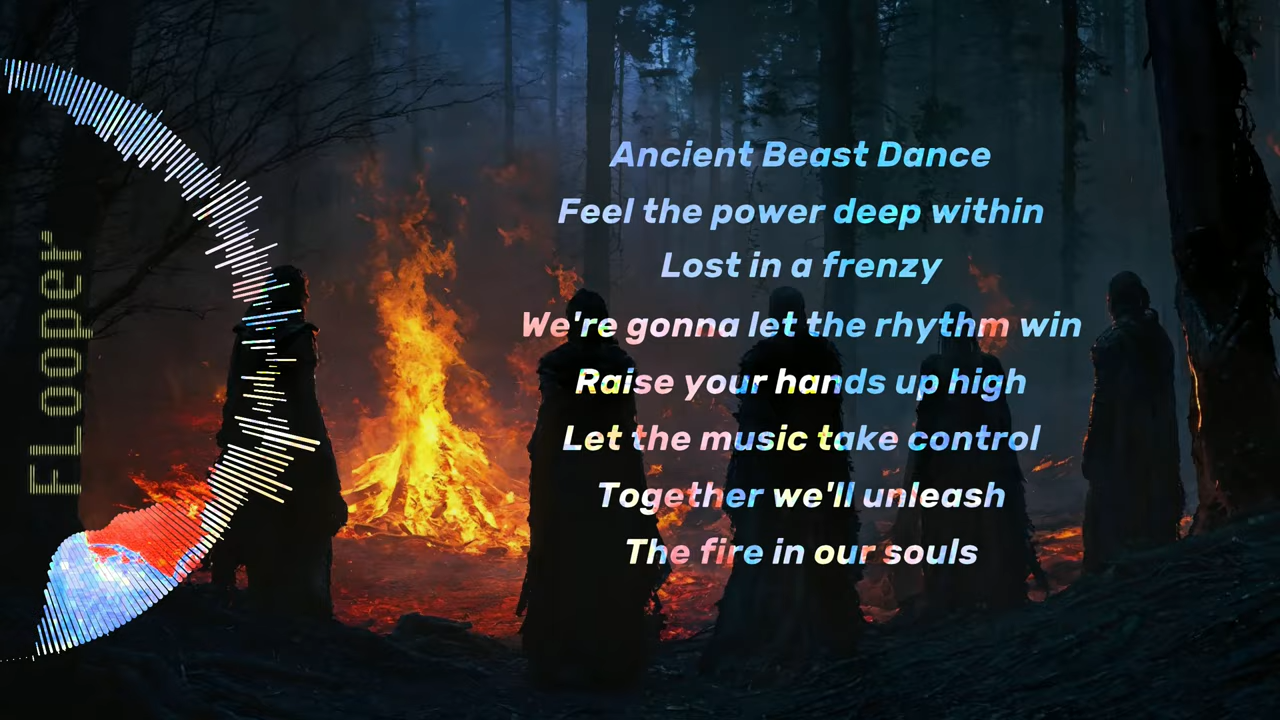 FLooper
Ancient Beast Dance
Feel the power deep within
Lost in a frenzy
We're gonna let the rhythm win
Raise your hands up high
Let the music take control
Together we'll unleash
The fire in our souls